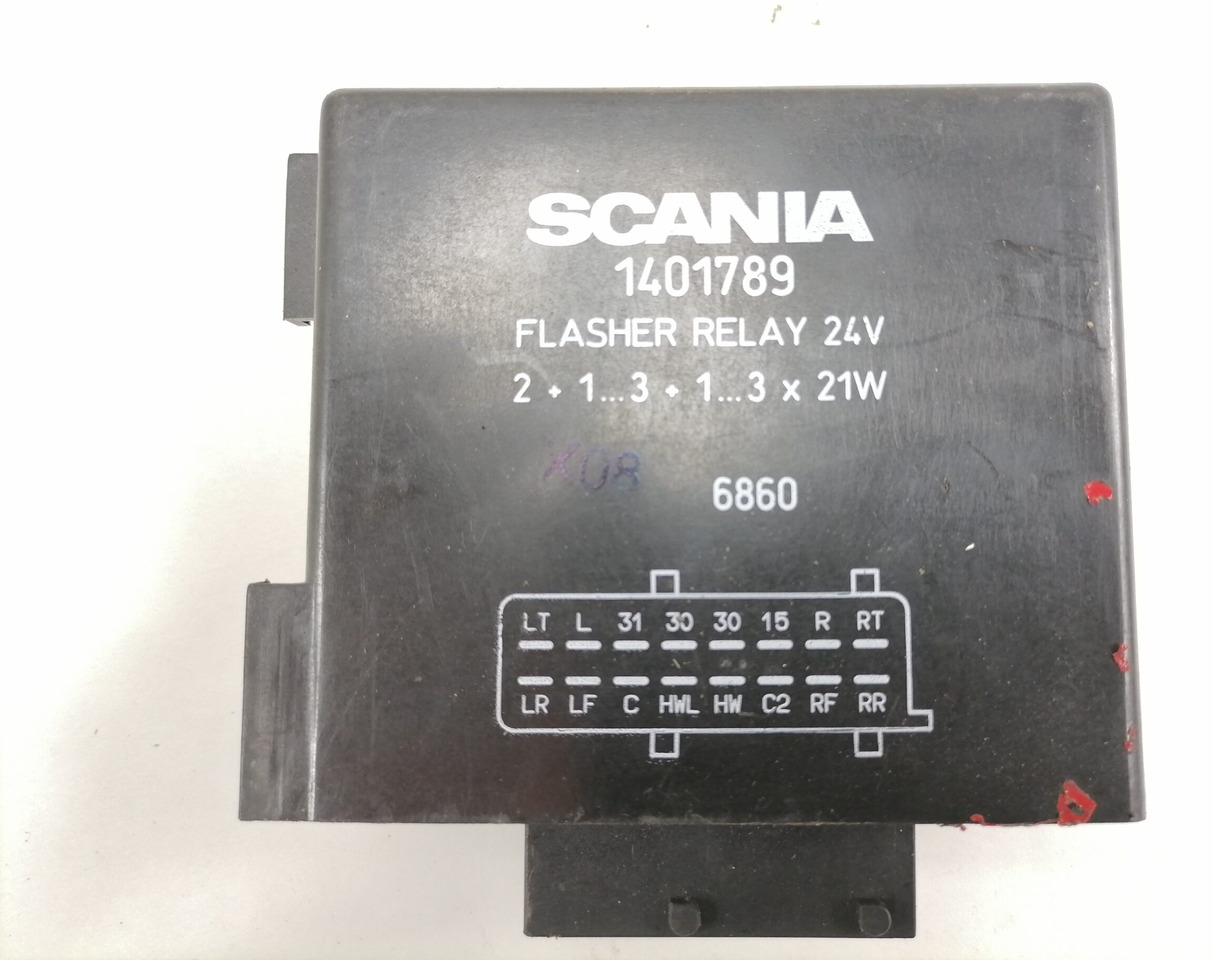 SCANIA
1401789
FLASHER RELAY 24V
2 + 1...3 + 1...3 x 21W
X08
6860
LT L 31 30 30 15 R RT
LR LF C HWL HW C2 RF RR